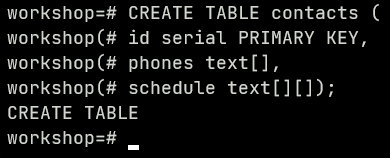 workshop=# CREATE TABLE contacts (
workshop(# id serial PRIMARY KEY,
workshop(# phones text[],
workshop(# schedule text[][]);
CREATE TABLE
workshop=#